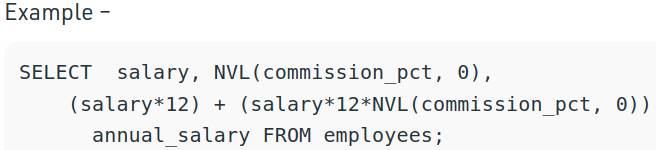 Example –
SELECT  salary, NVL(commission_pct, 0),
    (salary*12) + (salary*12*NVL(commission_pct, 0))
      annual_salary FROM employees;